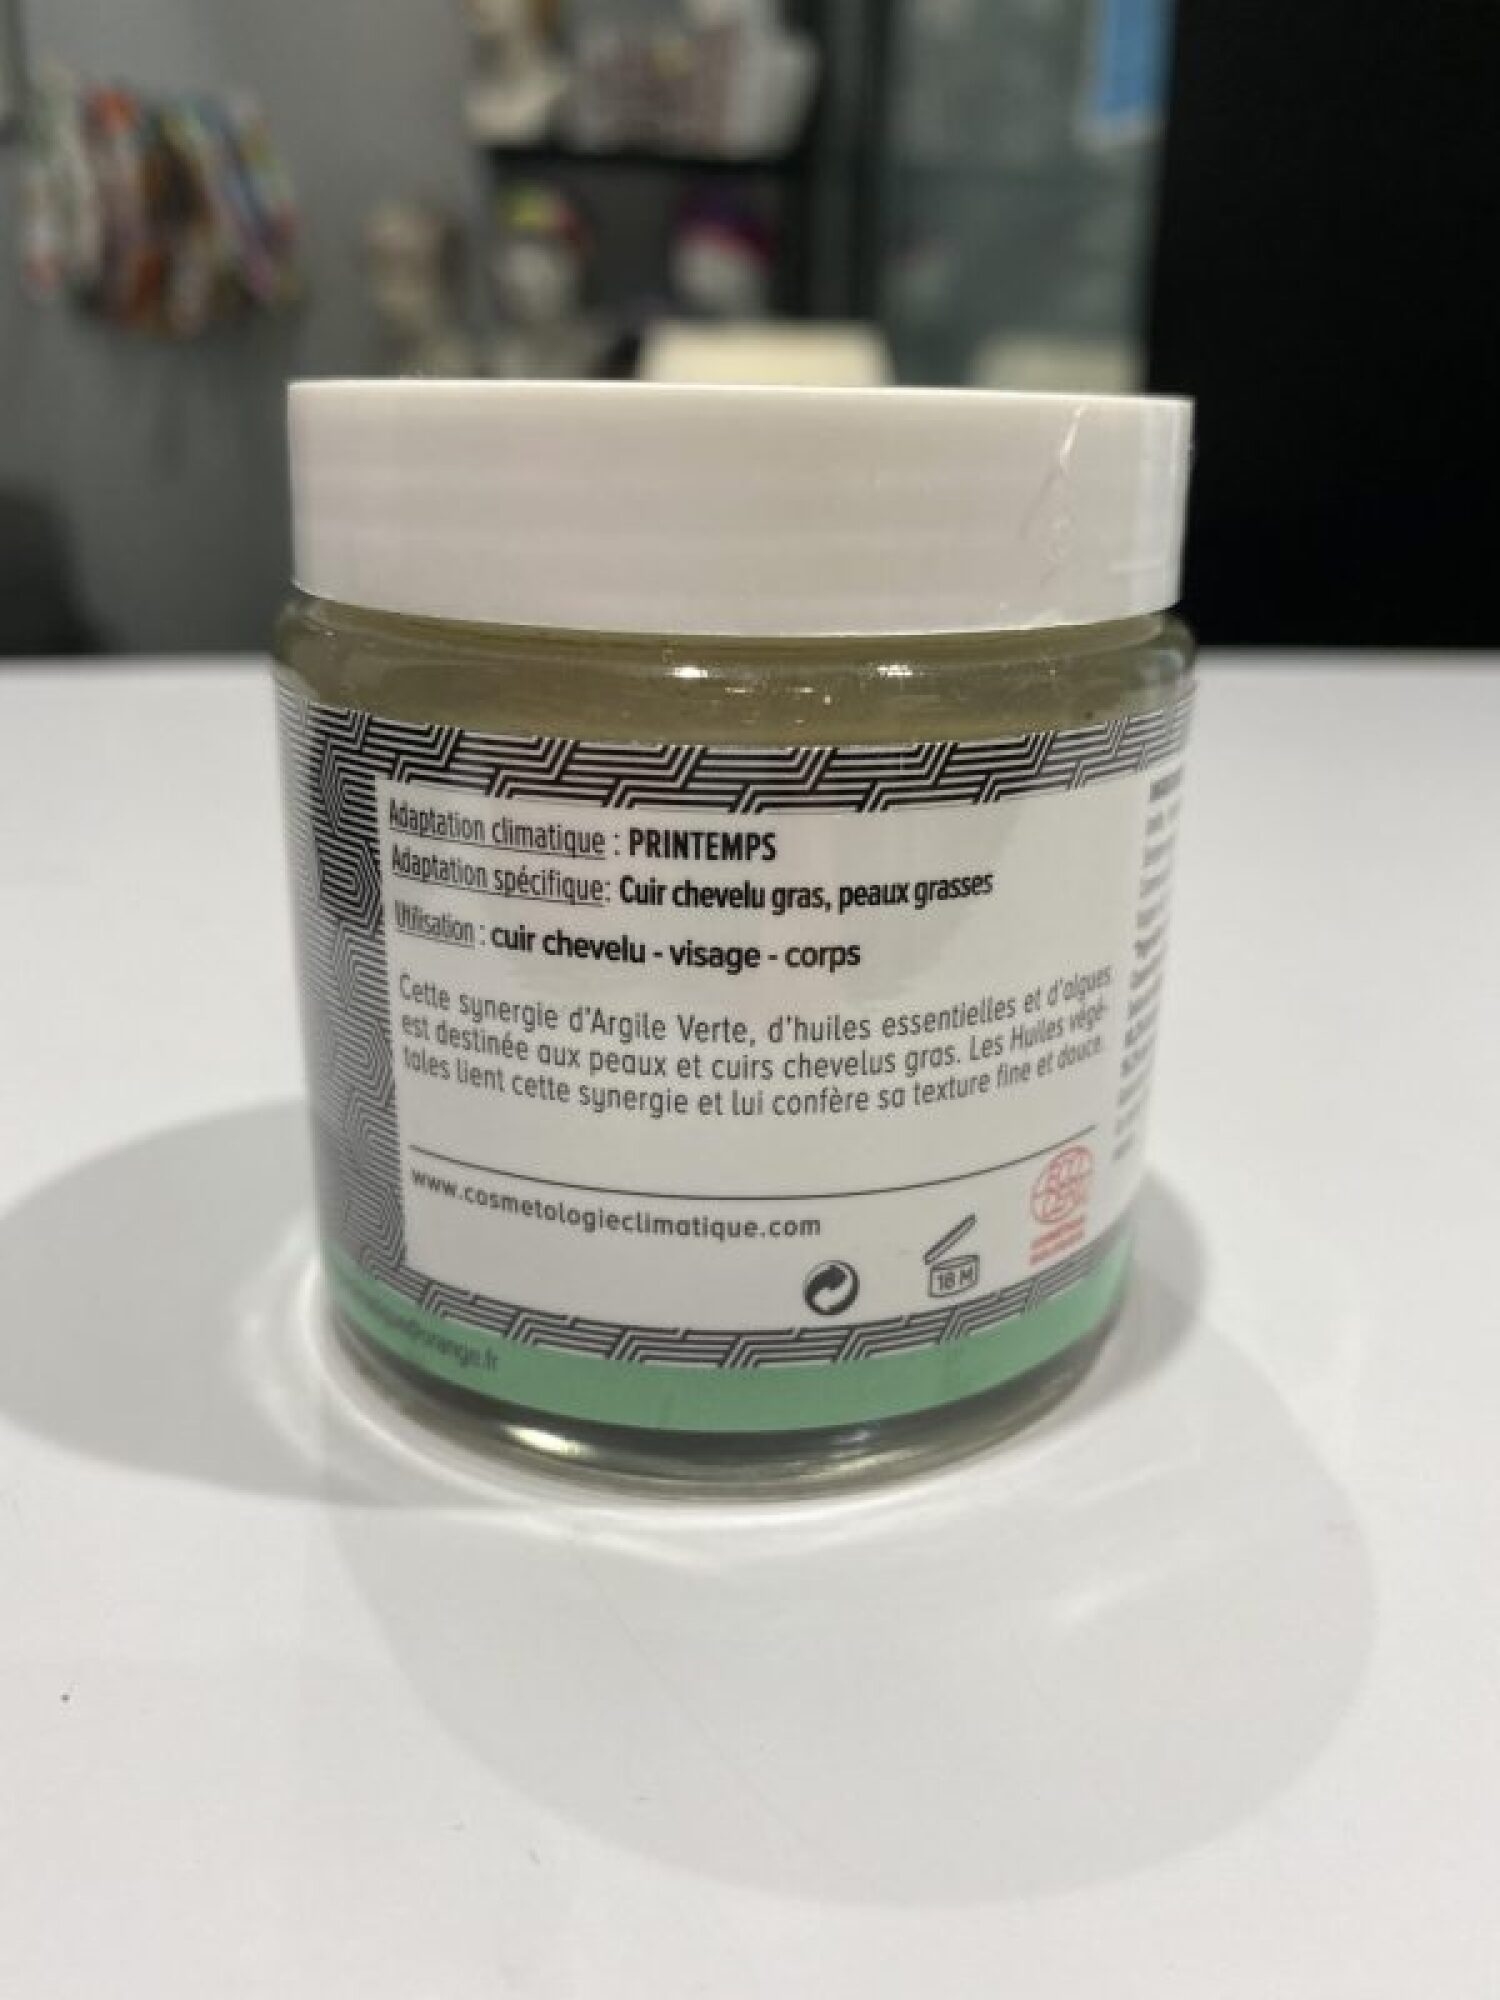 Adaptation climatique : PRINTEMPS
Adaptation spécifique: Cuir chevelu gras, peaux grasses
Utilisation : cuir chevelu - visage - corps
Cette synergie d'Argile Verte, d'huiles essentielles et d'algues
est destinée aux peaux et cuirs chevelus gras. Les Huiles végé-
tales lient cette synergie et lui confère sa texture fine et douce.
www.cosmetologieclimatique.com
18 M
orange.fr